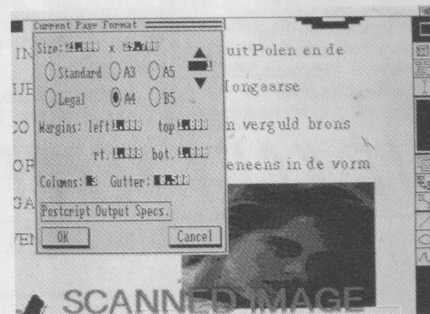 Current Page Format
Size: x
Standard A3 A5
Legal A4 B5
Margins: left top
rt. bot.
Columns: Gutter:
Postcript Output Specs.
OK Cancel
uit Polen en de
Hongaarse
n verguld brons
eneens in de vorm
SCANNED IMAGE